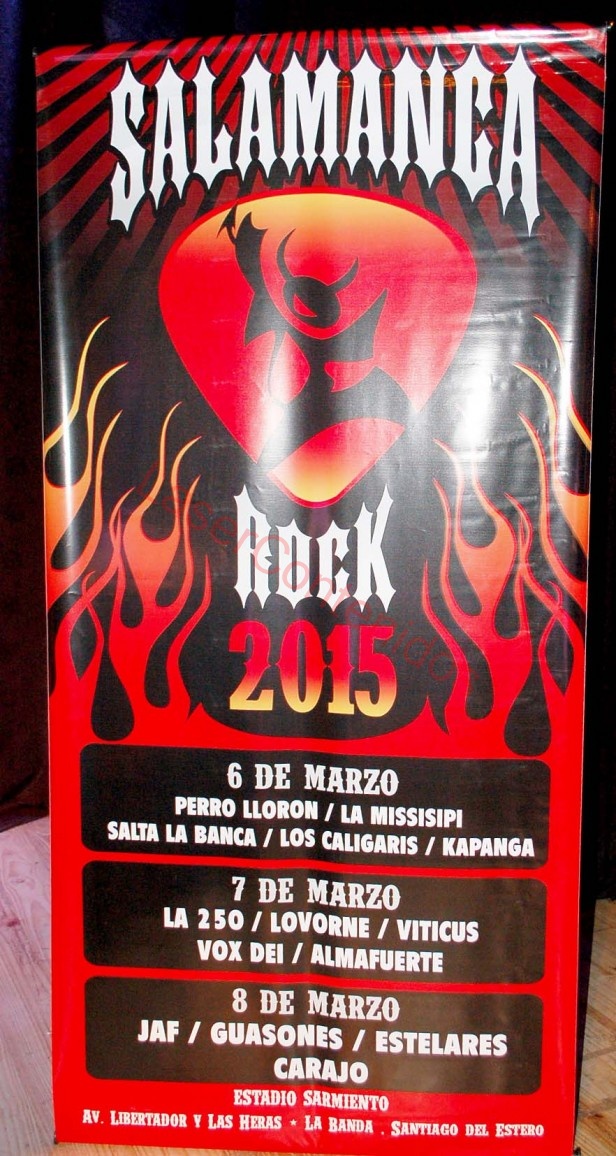 SALAMANCA
ROCK
2015
6 DE MARZO
PERRO LLORON / LA MISSISIPI
SALTA LA BANCA / LOS CALIGARIS / KAPANGA
7 DE MARZO
LA 250 / LOVORNE / VITICUS
VOX DEI / ALMAFUERTE
8 DE MARZO
JAF / GUASONES / ESTELARES
CARAJO
ESTADIO SARMIENTO
AV. LIBERTADOR Y LAS HERAS * LA BANDA . SANTIAGO DEL ESTERO